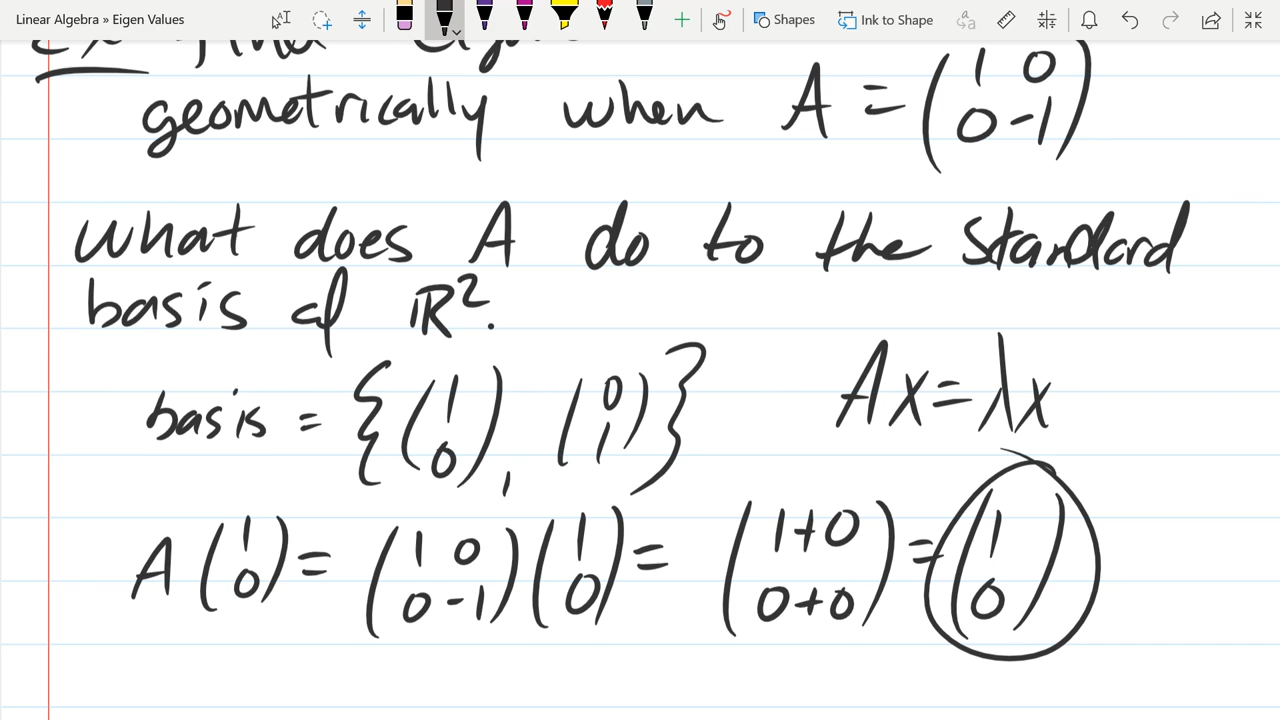 Linear Algebra » Eigen Values
Shapes
Ink to Shape
Ex
geometrically when A = (1 0 0 -1)
what does A do to the standard
basis of ℝ².
basis = {(1 0), (0 1)} Ax = λx
A(1 0) = (1 0 0 -1)(1 0) = (1+0 0+0) = (1 0)